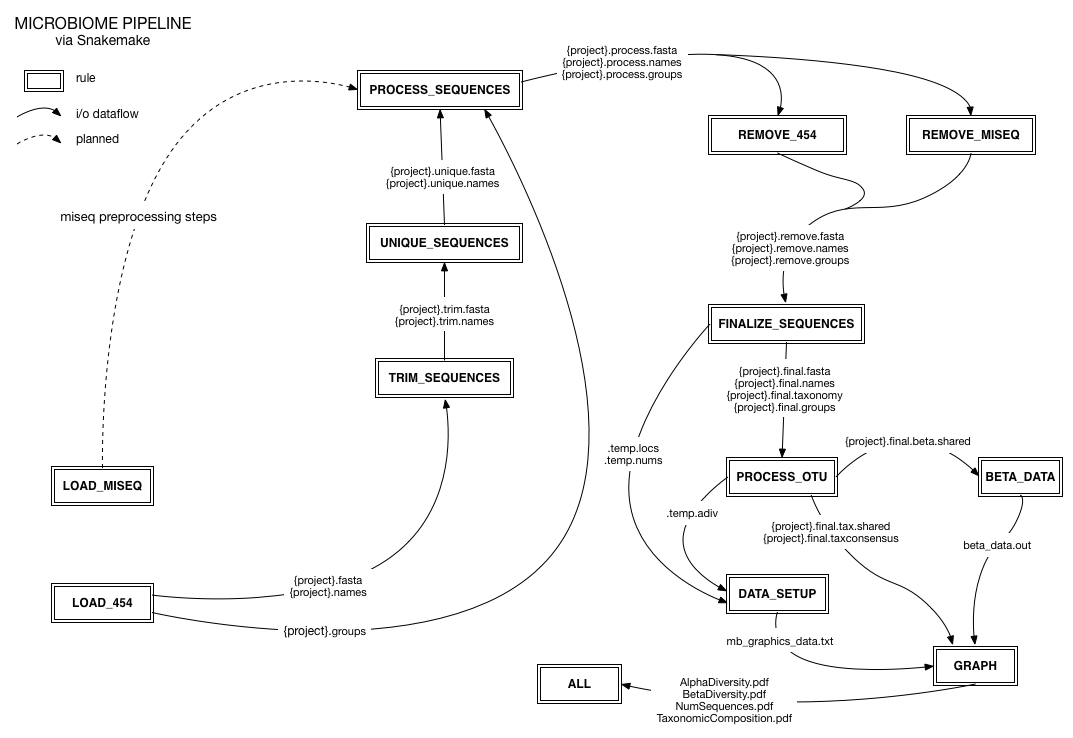 MICROBIOME PIPELINE
via Snakemake
rule
i/o dataflow
planned
miseq preprocessing steps
PROCESS_SEQUENCES
{project}.process.fasta
{project}.process.names
{project}.process.groups
REMOVE_454
REMOVE_MISEQ
{project}.unique.fasta
{project}.unique.names
UNIQUE_SEQUENCES
{project}.remove.fasta
{project}.remove.names
{project}.remove.groups
{project}.trim.fasta
{project}.trim.names
FINALIZE_SEQUENCES
TRIM_SEQUENCES
{project}.final.fasta
{project}.final.names
{project}.final.taxonomy
{project}.final.groups
.temp.locs
.temp.nums
{project}.final.beta.shared
LOAD_MISEQ
PROCESS_OTU
BETA_DATA
.temp.adiv
{project}.final.tax.shared
{project}.final.taxconsensus
beta_data.out
{project}.fasta
{project}.names
LOAD_454
DATA_SETUP
{project}.groups
mb_graphics_data.txt
GRAPH
ALL
AlphaDiversity.pdf
BetaDiversity.pdf
NumSequences.pdf
TaxonomicComposition.pdf